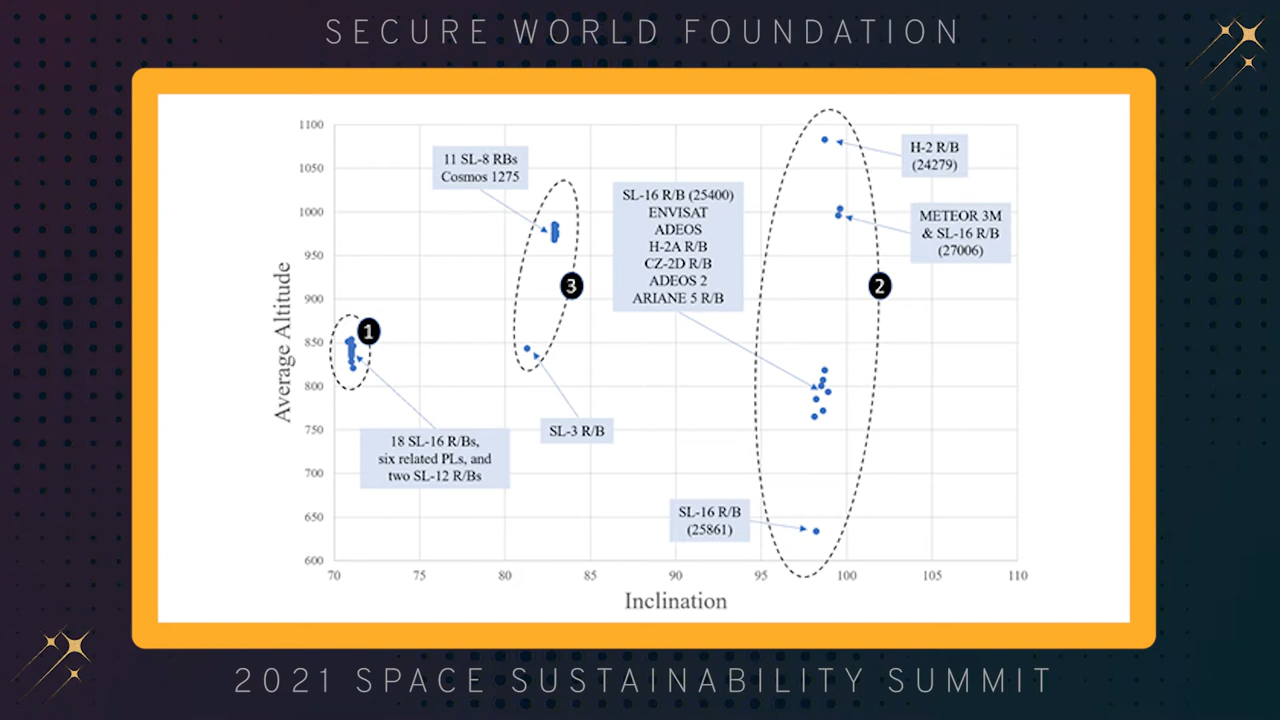 SECURE WORLD FOUNDATION
1100
1050
1000
950
900
850
800
750
700
650
600
Average Altitude
70
75
80
85
90
95
100
105
110
Inclination
11 SL-8 RBs
Cosmos 1275
SL-16 R/B (25400)
ENVISAT
ADEOS
H-2A R/B
CZ-2D R/B
ADEOS 2
ARIANE 5 R/B
H-2 R/B
(24279)
METEOR 3M
& SL-16 R/B
(27006)
1
3
2
SL-3 R/B
18 SL-16 R/Bs,
six related PLs, and
two SL-12 R/Bs
SL-16 R/B
(25861)
2021 SPACE SUSTAINABILITY SUMMIT